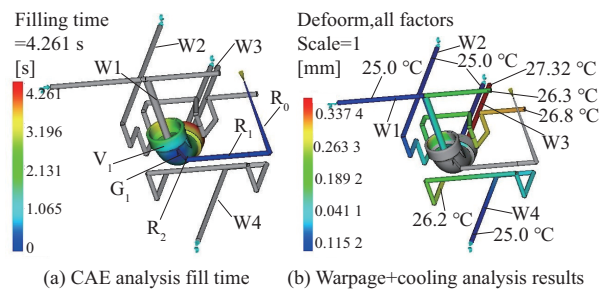 Filling time
=4.261 s
[s]
4.261
3.196
2.131
1.065
0
W2
W3
W1
R₀
R₁
V₁
G₁
R₂
W4
(a) CAE analysis fill time
Defoorm,all factors
Scale=1
[mm]
0.337 4
0.263 3
0.189 2
0.041 1
0.115 2
W2
25.0 °C
25.0 °C
27.32 °C
26.3 °C
26.8 °C
W1
W3
W4
26.2 °C
25.0 °C
(b) Warpage+cooling analysis results